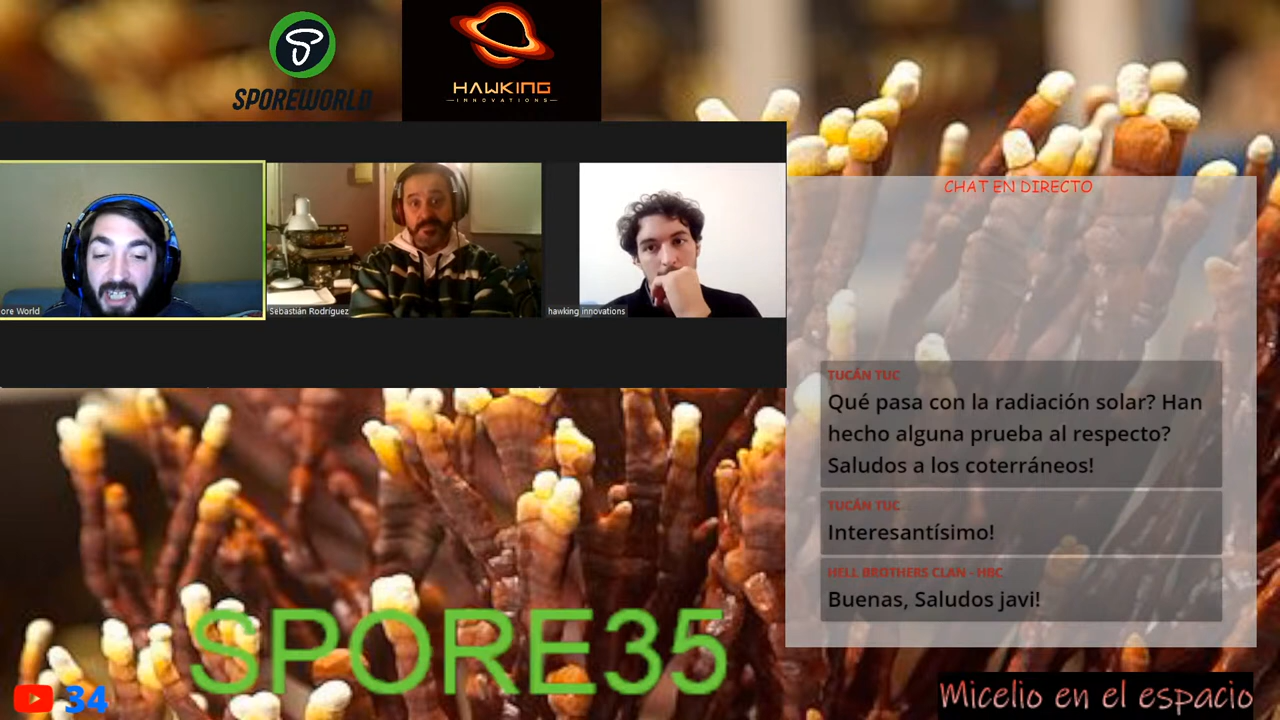 SPOREWORLD
HAWKING
INNOVATIONS
ore World
Sebastián Rodríguez
hawking innovations
CHAT EN DIRECTO
TUCÁN TUC
Qué pasa con la radiación solar? Han
hecho alguna prueba al respecto?
Saludos a los coterráneos!
TUCÁN TUC
Interesantísimo!
HELL BROTHERS CLAN - HBC
Buenas, Saludos javi!
SPORE35
34
Micelio en el espacio